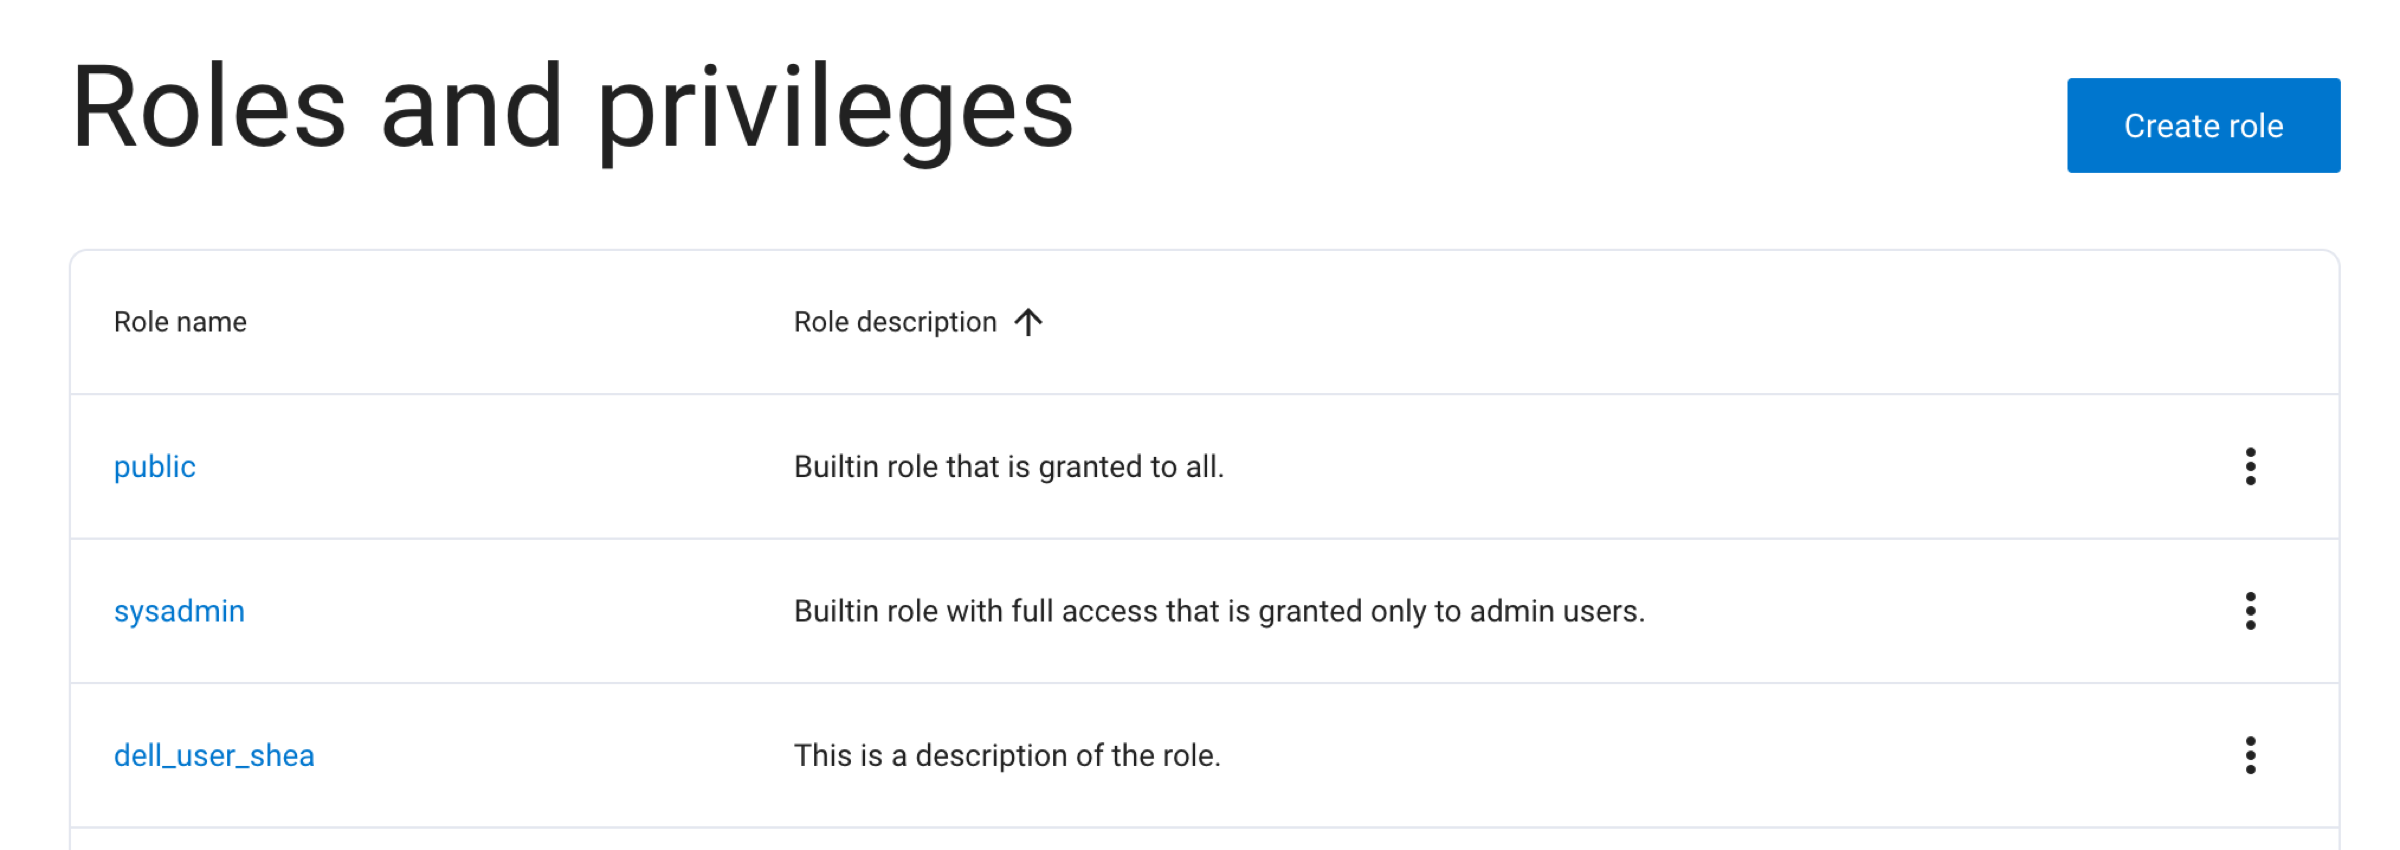 Roles and privileges
Create role
Role name
Role description
public
Builtin role that is granted to all.
sysadmin
Builtin role with full access that is granted only to admin users.
dell_user_shea
This is a description of the role.